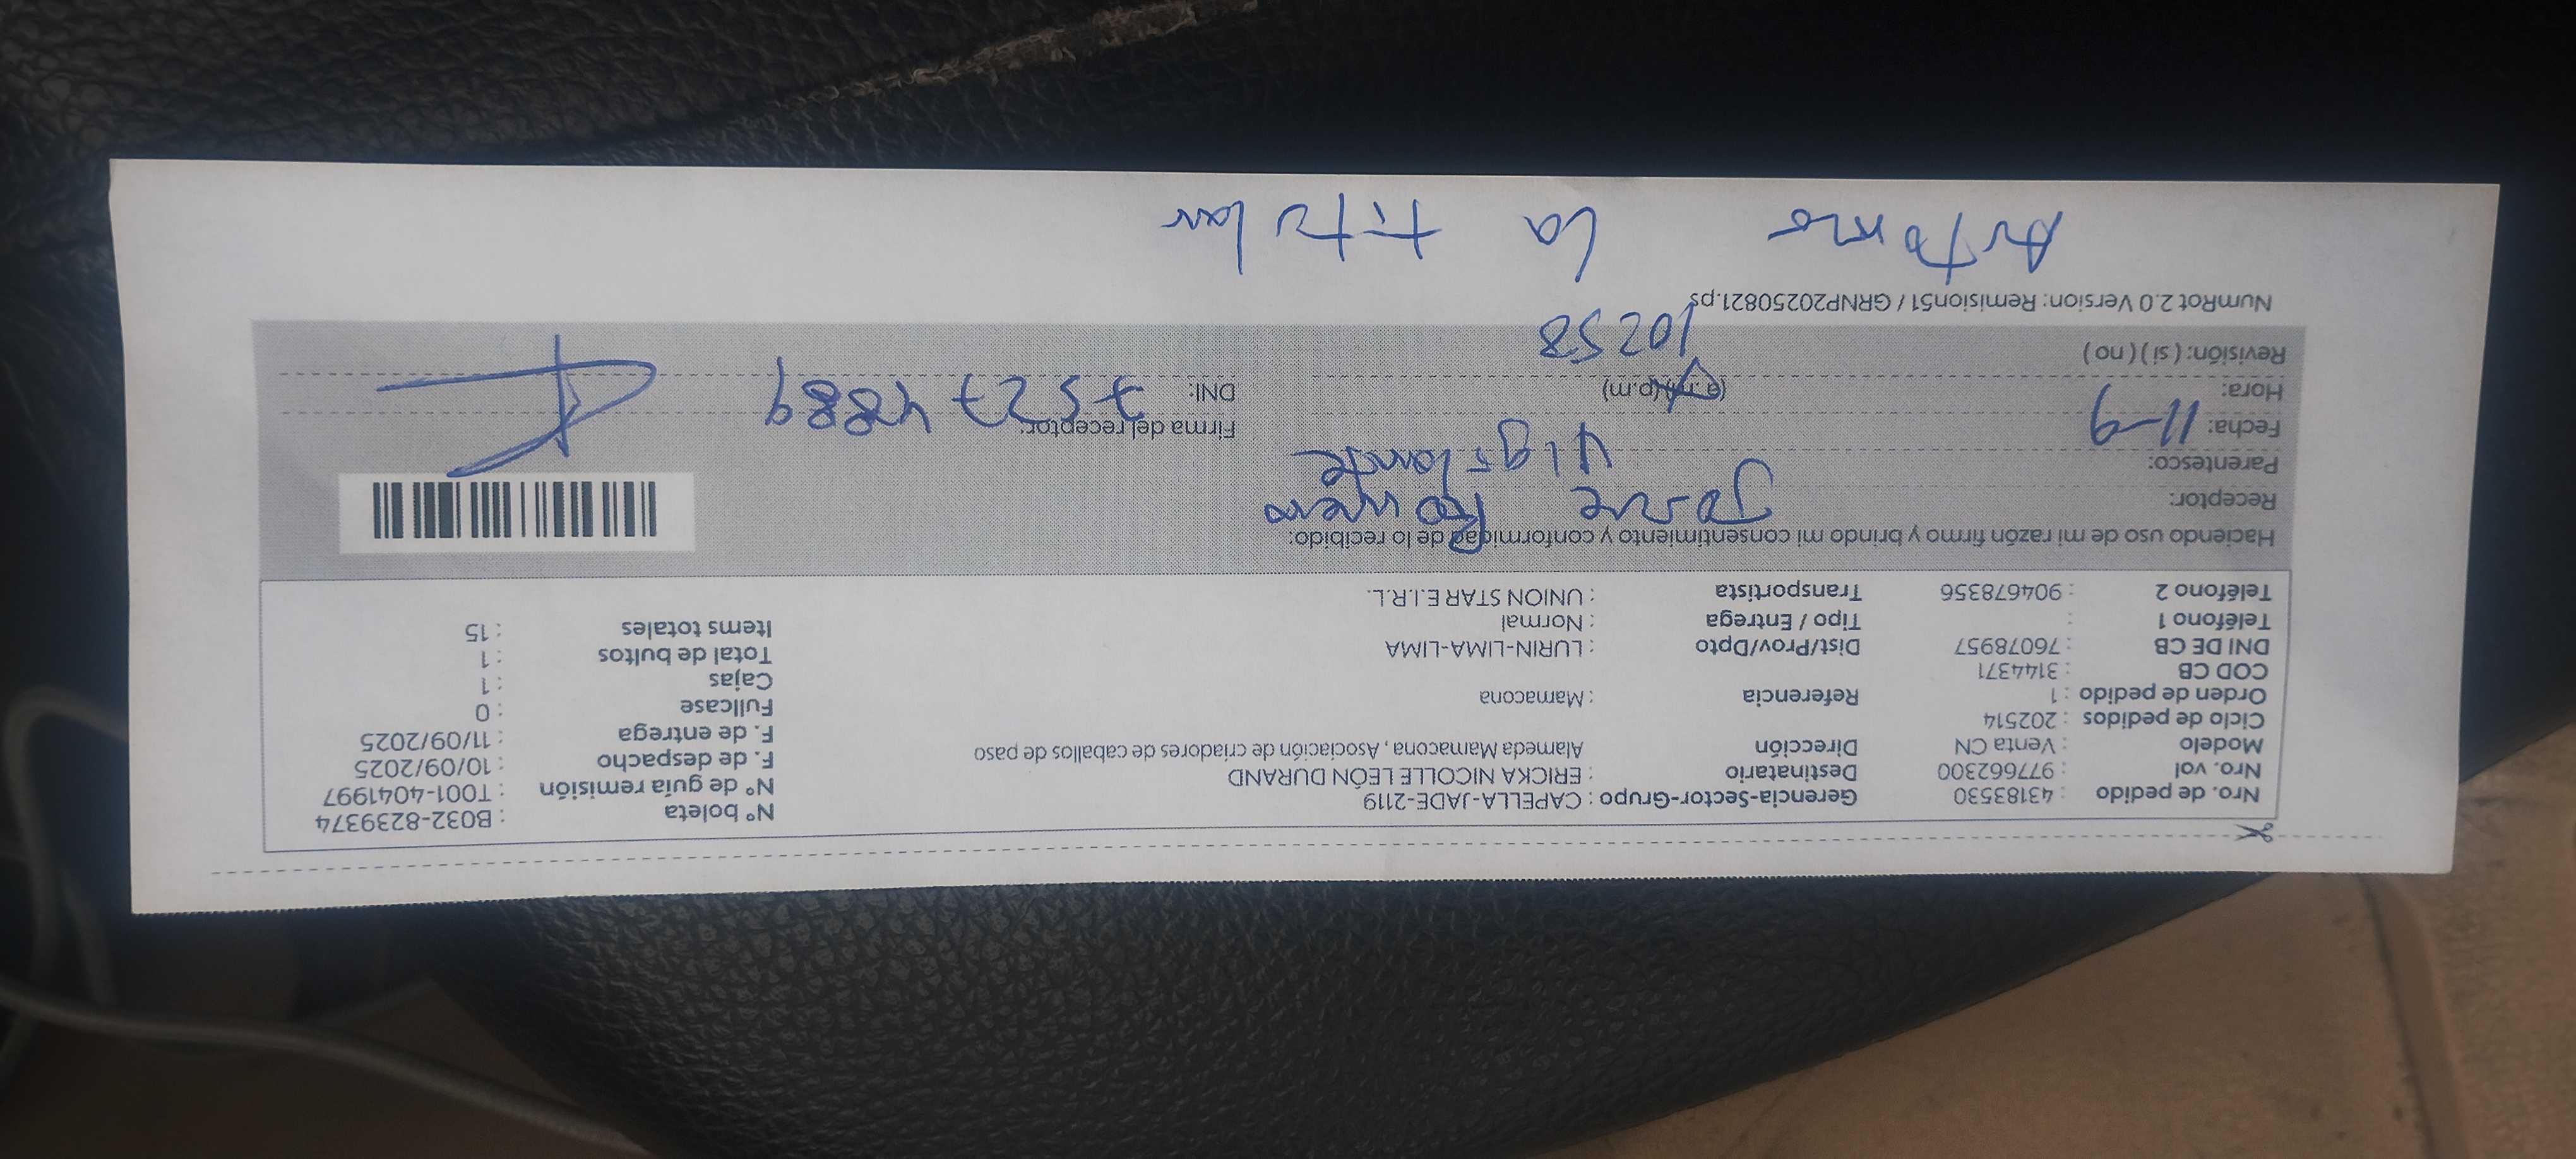 Nro. de pedido : 43183530 Gerencia-Sector-Grupo : CAPELLA-JADE-2119 N° boleta : B032-8239374
Nro. vol : 977662300 Destinatario : ERICKA NICOLLE LEÓN DURAND N° de guía remisión : T001-4041997
Modelo : Venta CN Dirección Alameda Mamacona , Asociación de criadores de caballos de paso F. de despacho : 10/09/2025
Ciclo de pedidos : 202514 F. de entrega : 11/09/2025
Orden de pedido : 1 Referencia : Mamacona Fullcase : 0
COD CB : 3144371 Cajas : 1
DNI DE CB : 76078957 Dist/Prov/Dpto : LURIN-LIMA-LIMA Total de bultos : 1
Teléfono 1 : Tipo / Entrega : Normal Items totales : 15
Teléfono 2 : 904678356 Transportista : UNION STAR E.I.R.L.
Haciendo uso de mi razón firmo y brindo mi consentimiento y conformidad de lo recibido:
Receptor:
Parentesco: Vigilante
Fecha: 11-9 Firma del receptor:
Hora: (a.m) (p.m) DNI: 75274889
Revisión: ( si ) ( no ) 10258
NumRot 2.0 Version: Remision51 / GRNP20250821.ps
La titular